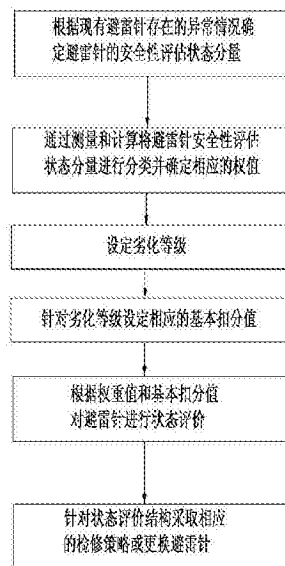 根据现有避雷针存在的异常情况确
定避雷针的安全性评估状态分量
通过测量和计算将避雷针安全性评估
状态分量进行分类并确定相应的权值
设定劣化等级
针对劣化等级设定相应的基本扣分值
根据权重值和基本扣分值
对避雷针进行状态评价
针对状态评价结构采取相应
的检修策略或更换避雷针